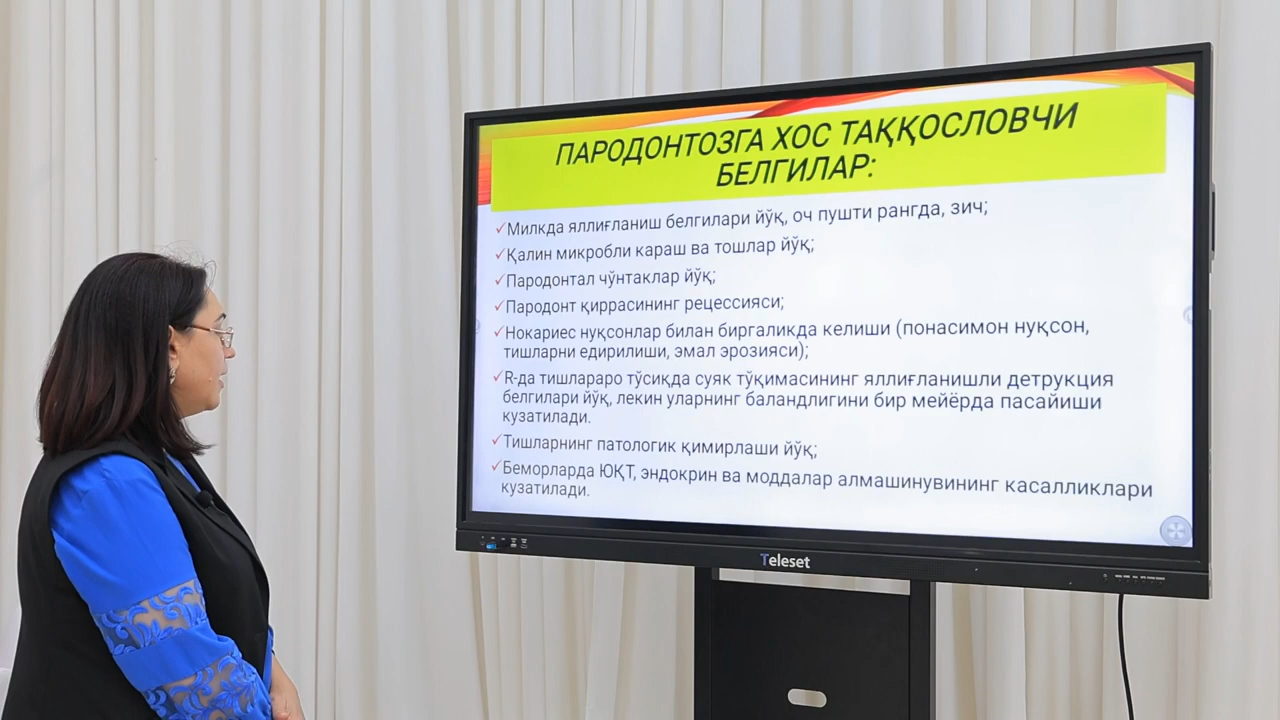 ПАРОДОНТОЗГА ХОС ТАҚҚОСЛОВЧИ
БЕЛГИЛАР:
Милкда яллиғланиш белгилари йўқ, оч пушти рангда, зич;
Қалин микробли караш ва тошлар йўқ;
Пародонтал чўнтаклар йўқ;
Пародонт қиррасининг рецессияси;
Нокариес нуқсонлар билан биргаликда келиши (понасимон нуқсон,
тишларни едирилиши, эмал эрозияси);
R-да тишлараро тўсиқда суяк тўқимасининг яллиғланишли детрукция
белгилари йўқ, лекин уларнинг баландлигини бир мейёрда пасайиши
кузатилади.
Тишларнинг патологик қимирлаши йўқ;
Беморларда ЮҚТ, эндокрин ва моддалар алмашинувининг касалликлари
кузатилади.
Teleset